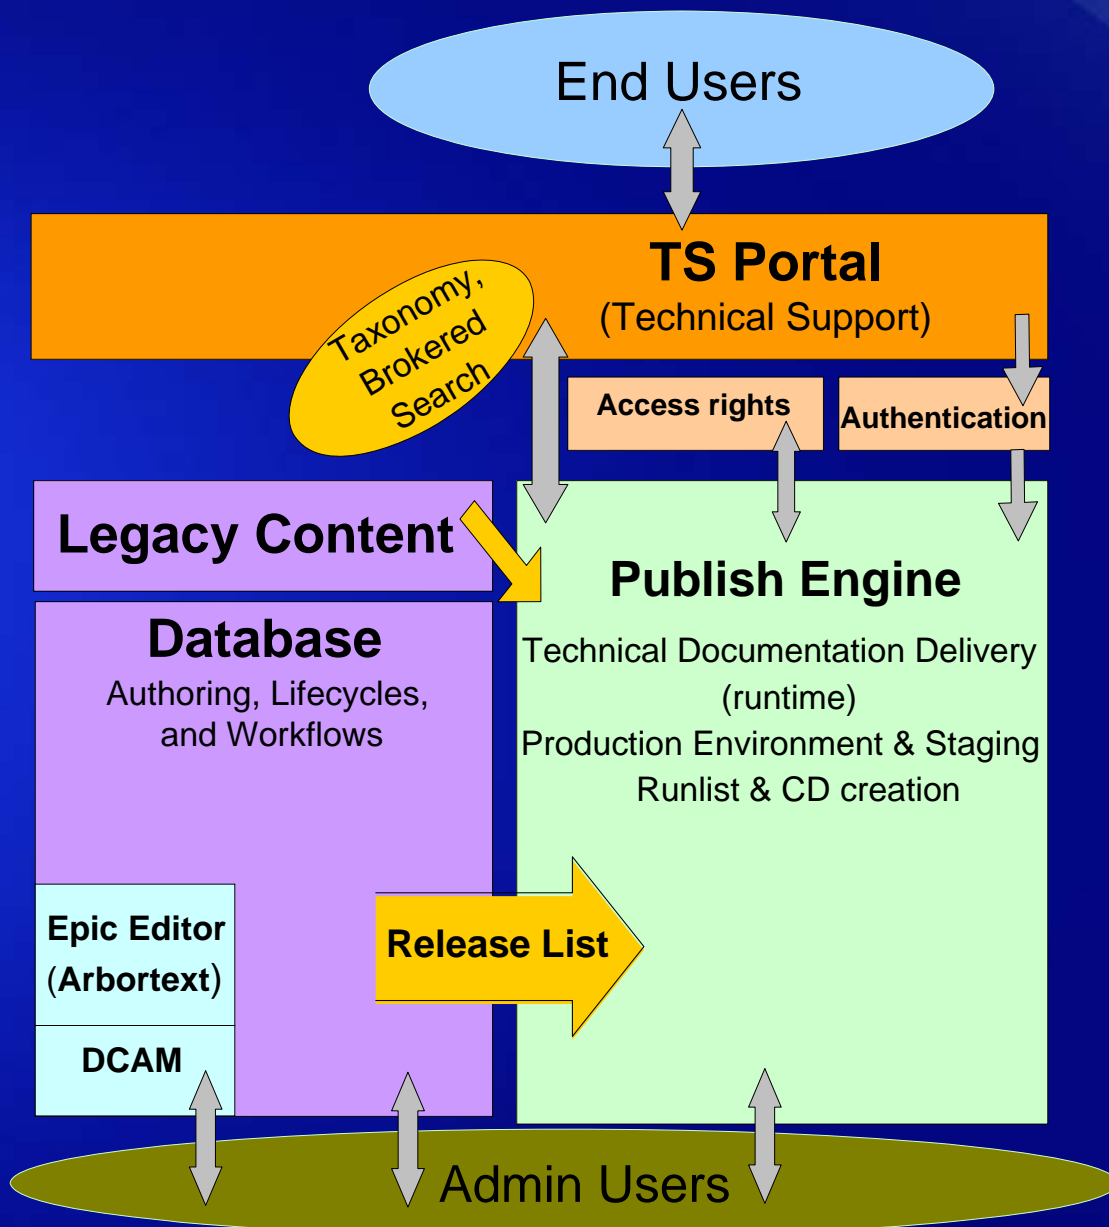 End Users
TS Portal
(Technical Support)
Taxonomy,
Brokered
Search
Access rights
Authentication
Legacy Content
Database
Authoring, Lifecycles,
and Workflows
Publish Engine
Technical Documentation Delivery
(runtime)
Production Environment & Staging
Runlist & CD creation
Epic Editor
(Arbortext)
Release List
DCAM
Admin Users